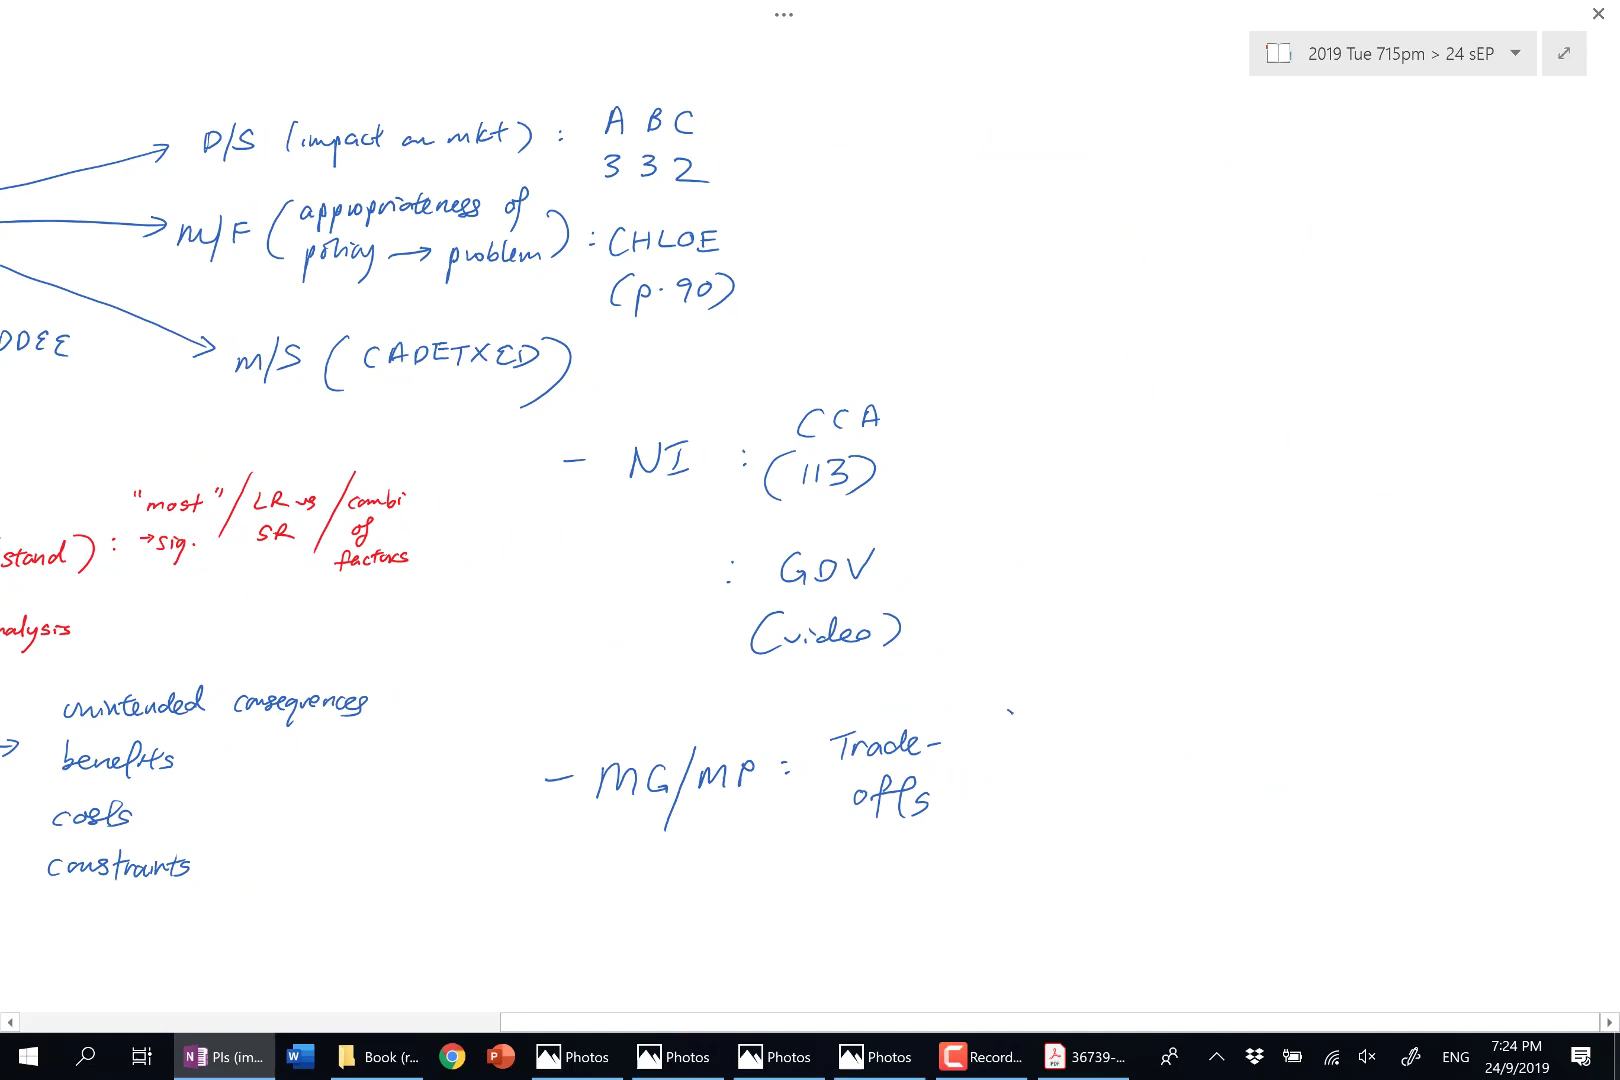 2019 Tue 715pm > 24 sEP
D/S (impact on mkt) : A B C
3 3 2
M/F (appropriateness of policy → problem) : CHLOE
(p. 90)
DDEE
M/S (CADETXED)
- NI : CCA
(113)
: GDV
(video)
"most" → sig. / LR vs SR / combi of factors
stand) :
nalysis
unintended consequences
benefits
costs
constraints
- MG/MP : Trade-
offs
PIs (im...
Book (r...
Photos
Photos
Photos
Photos
Record...
36739-...
ENG
7:24 PM
24/9/2019